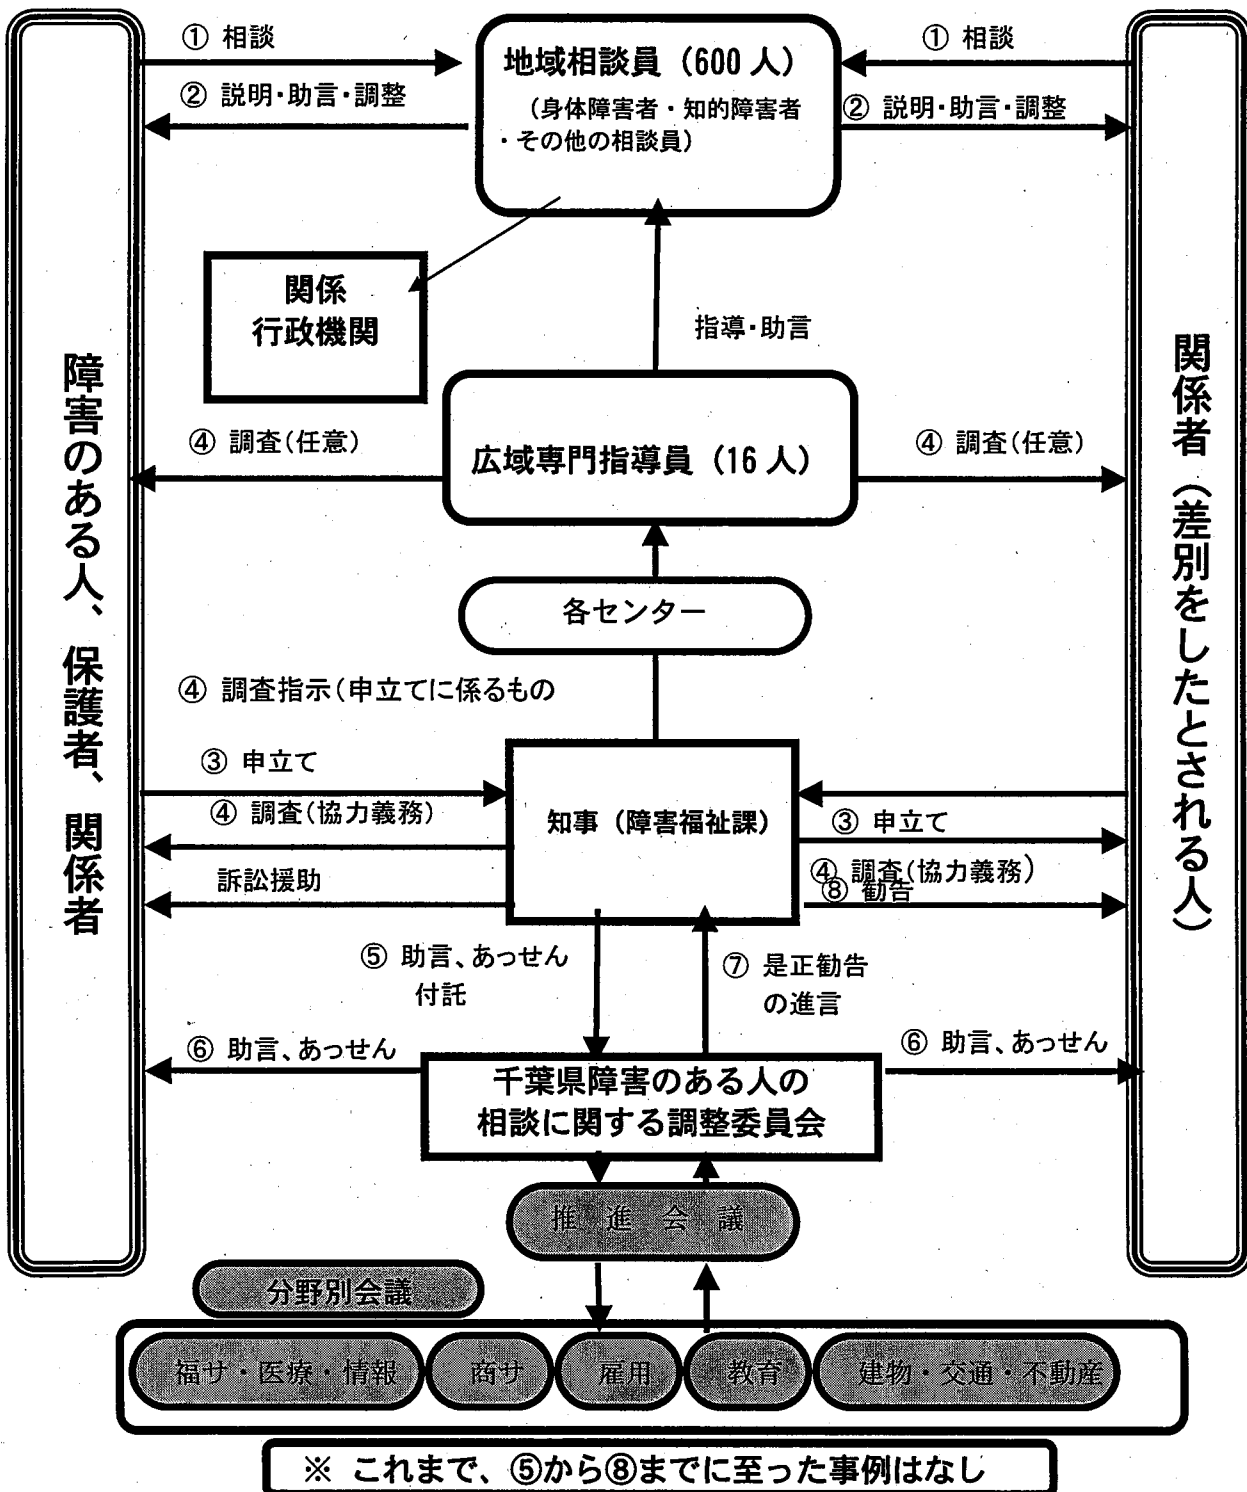 ① 相談
② 説明・助言・調整
地域相談員（600人）
（身体障害者・知的障害者
・その他の相談員）
① 相談
② 説明・助言・調整
関係
行政機関
指導・助言
障害のある人、保護者、関係者
関係者（差別をしたとされる人）
④ 調査（任意）
広域専門指導員（16人）
④ 調査（任意）
各センター
④ 調査指示（申立てに係るもの
③ 申立て
④ 調査（協力義務）
訴訟援助
知事（障害福祉課）
③ 申立て
④ 調査（協力義務）
⑧ 勧告
⑤ 助言、あっせん
付託
⑦ 是正勧告
の進言
⑥ 助言、あっせん
⑥ 助言、あっせん
千葉県障害のある人の
相談に関する調整委員会
推進会議
分野別会議
福サ・医療・情報
商サ
雇用
教育
建物・交通・不動産
※ これまで、⑤から⑧までに至った事例はなし